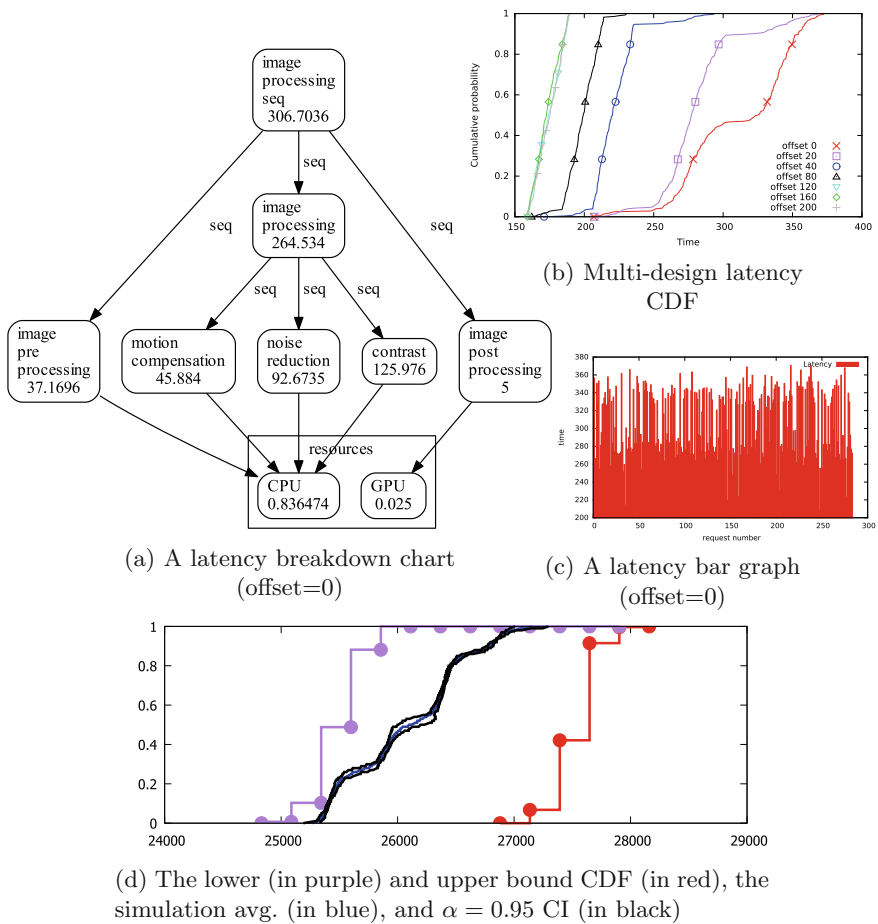 image
processing
seq
306.7036
seq
image
processing
264.534
seq
seq
seq
seq
seq
image
pre
processing
37.1696
motion
compensation
45.884
noise
reduction
92.6735
contrast
125.976
image
post
processing
5
resources
CPU
0.836474
GPU
0.025
(a) A latency breakdown chart
(offset=0)
Cumulative probability
1
0.8
0.6
0.4
0.2
0
150 200 250 300 350 400
Time
offset 0
offset 20
offset 40
offset 80
offset 120
offset 160
offset 200
(b) Multi-design latency
CDF
time
380
360
340
320
300
280
260
240
220
200
0 50 100 150 200 250 300
request number
Latency
(c) A latency bar graph
(offset=0)
1
0.8
0.6
0.4
0.2
0
24000 25000 26000 27000 28000 29000
(d) The lower (in purple) and upper bound CDF (in red), the
simulation avg. (in blue), and α = 0.95 CI (in black)